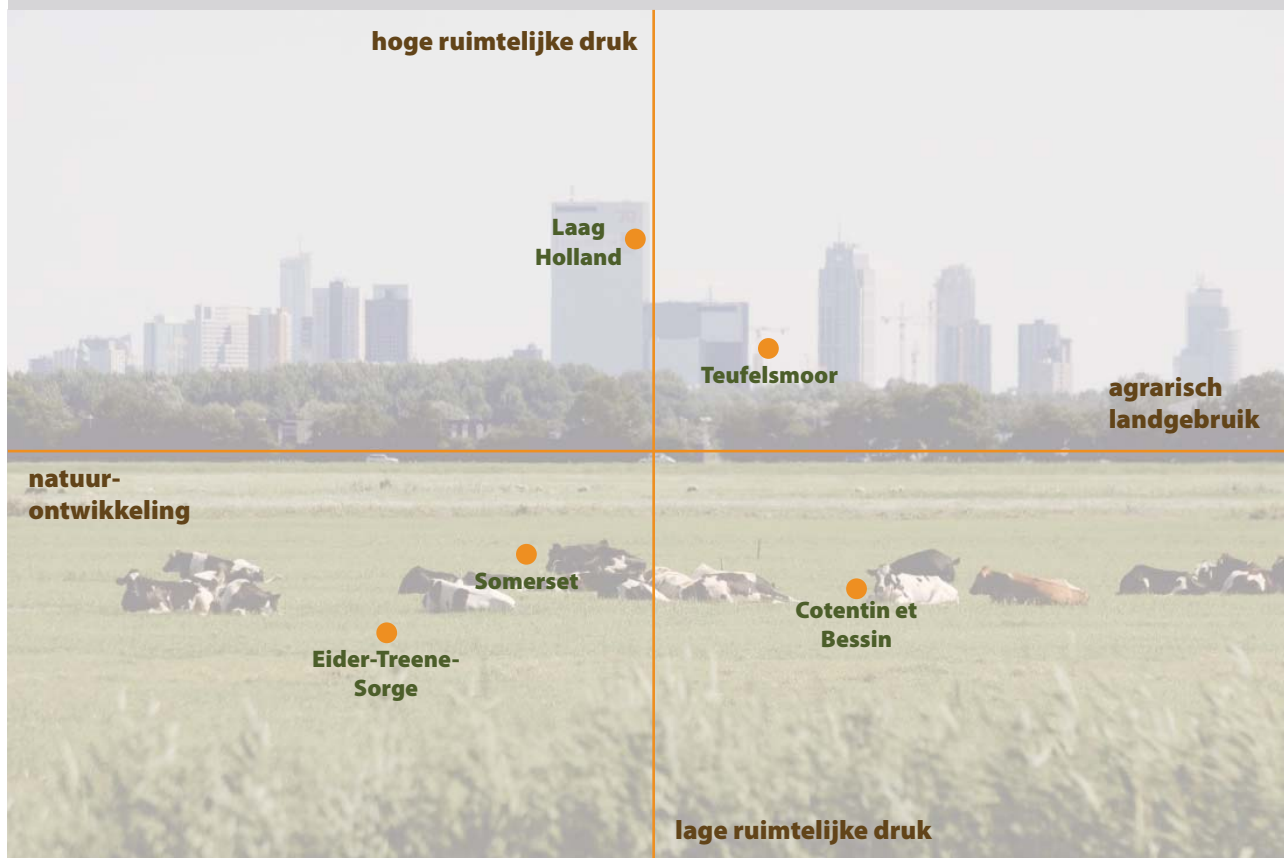 hoge ruimtelijke druk
Laag
Holland
Teufelsmoor
agrarisch
landgebruik
natuur-
ontwikkeling
Somerset
Cotentin et
Bessin
Eider-Treene-
Sorge
lage ruimtelijke druk